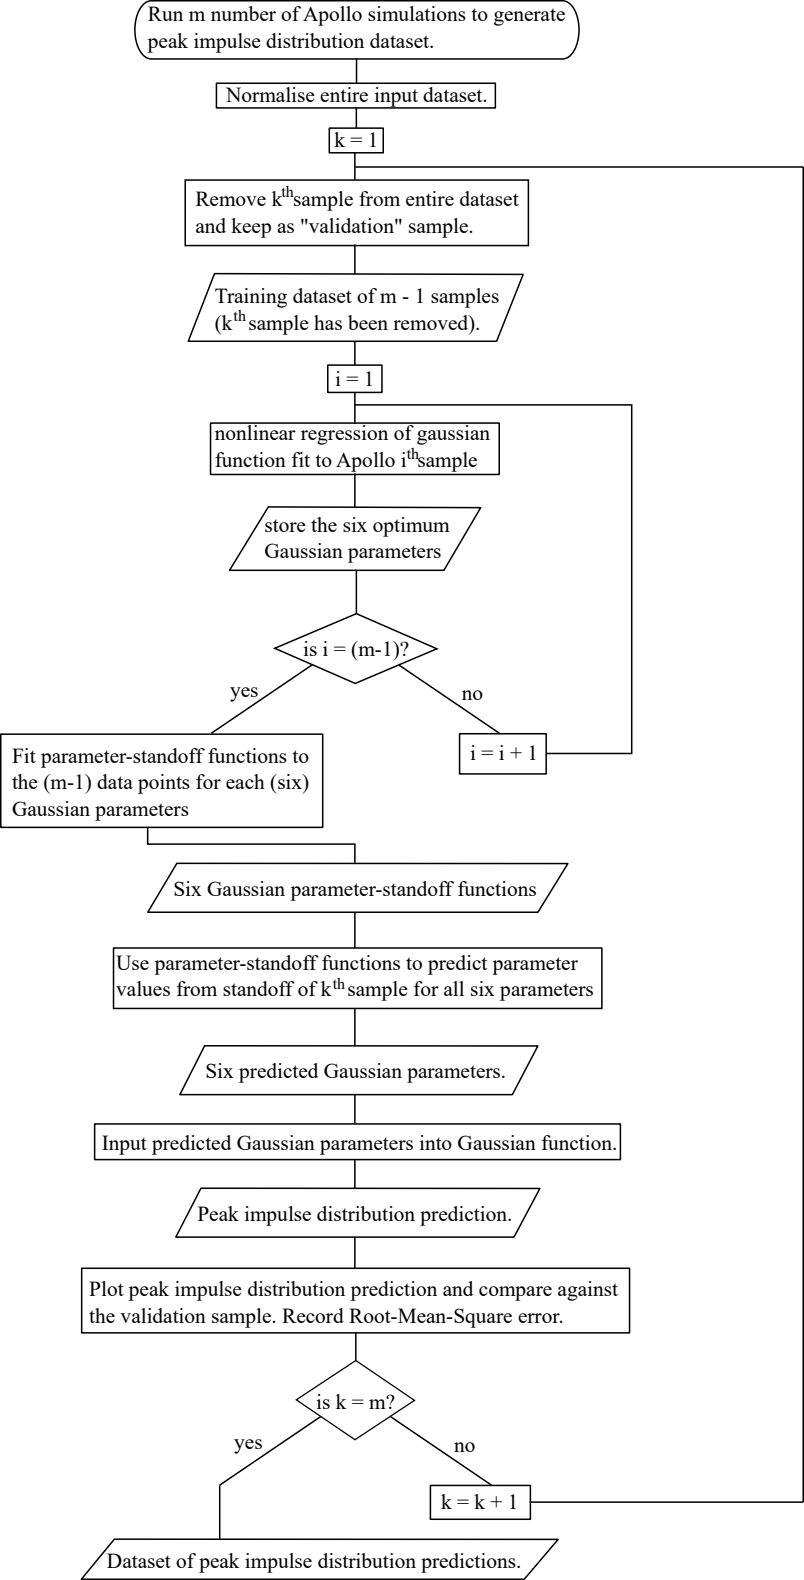 Run m number of Apollo simulations to generate
peak impulse distribution dataset.
Normalise entire input dataset.
k = 1
Remove kth sample from entire dataset
and keep as "validation" sample.
Training dataset of m - 1 samples
(kth sample has been removed).
i = 1
nonlinear regression of gaussian
function fit to Apollo ith sample
store the six optimum
Gaussian parameters
is i = (m-1)?
yes
no
i = i + 1
Fit parameter-standoff functions to
the (m-1) data points for each (six)
Gaussian parameters
Six Gaussian parameter-standoff functions
Use parameter-standoff functions to predict parameter
values from standoff of kth sample for all six parameters
Six predicted Gaussian parameters.
Input predicted Gaussian parameters into Gaussian function.
Peak impulse distribution prediction.
Plot peak impulse distribution prediction and compare against
the validation sample. Record Root-Mean-Square error.
is k = m?
yes
no
k = k + 1
Dataset of peak impulse distribution predictions.